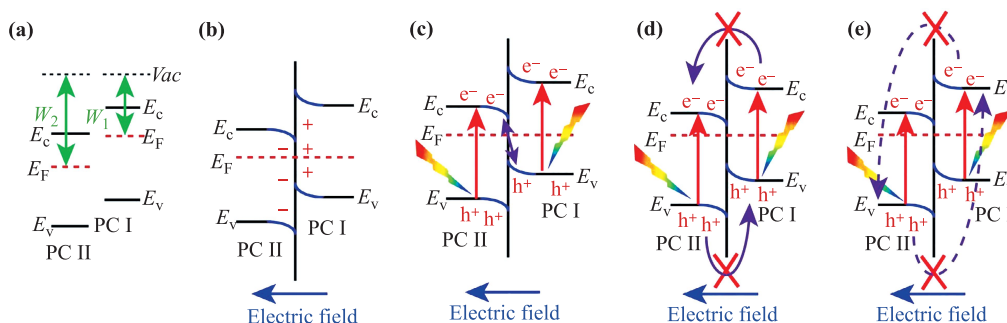 (a)
Vac
W2
W1
Ec
Ec
EF
EF
Ev
Ev
PC I
PC II
(b)
Ec
Ec
+
− +
EF
− +
−
Ev
− Ev
PC II PC I
Electric field
(c)
e− e−
Ec
e− e−
Ec
EF
h+ h+
Ev
Ev
h+ h+
PC II PC I
Electric field
(d)
e− e−
Ec
e− e−
Ec
EF
h+ h+
Ev
Ev
h+ h+
PC II PC I
Electric field
(e)
e− e−
E
e− e−
Ec
EF
h+ h+
E
Ev
h+ h+
PC II PC
Electric field